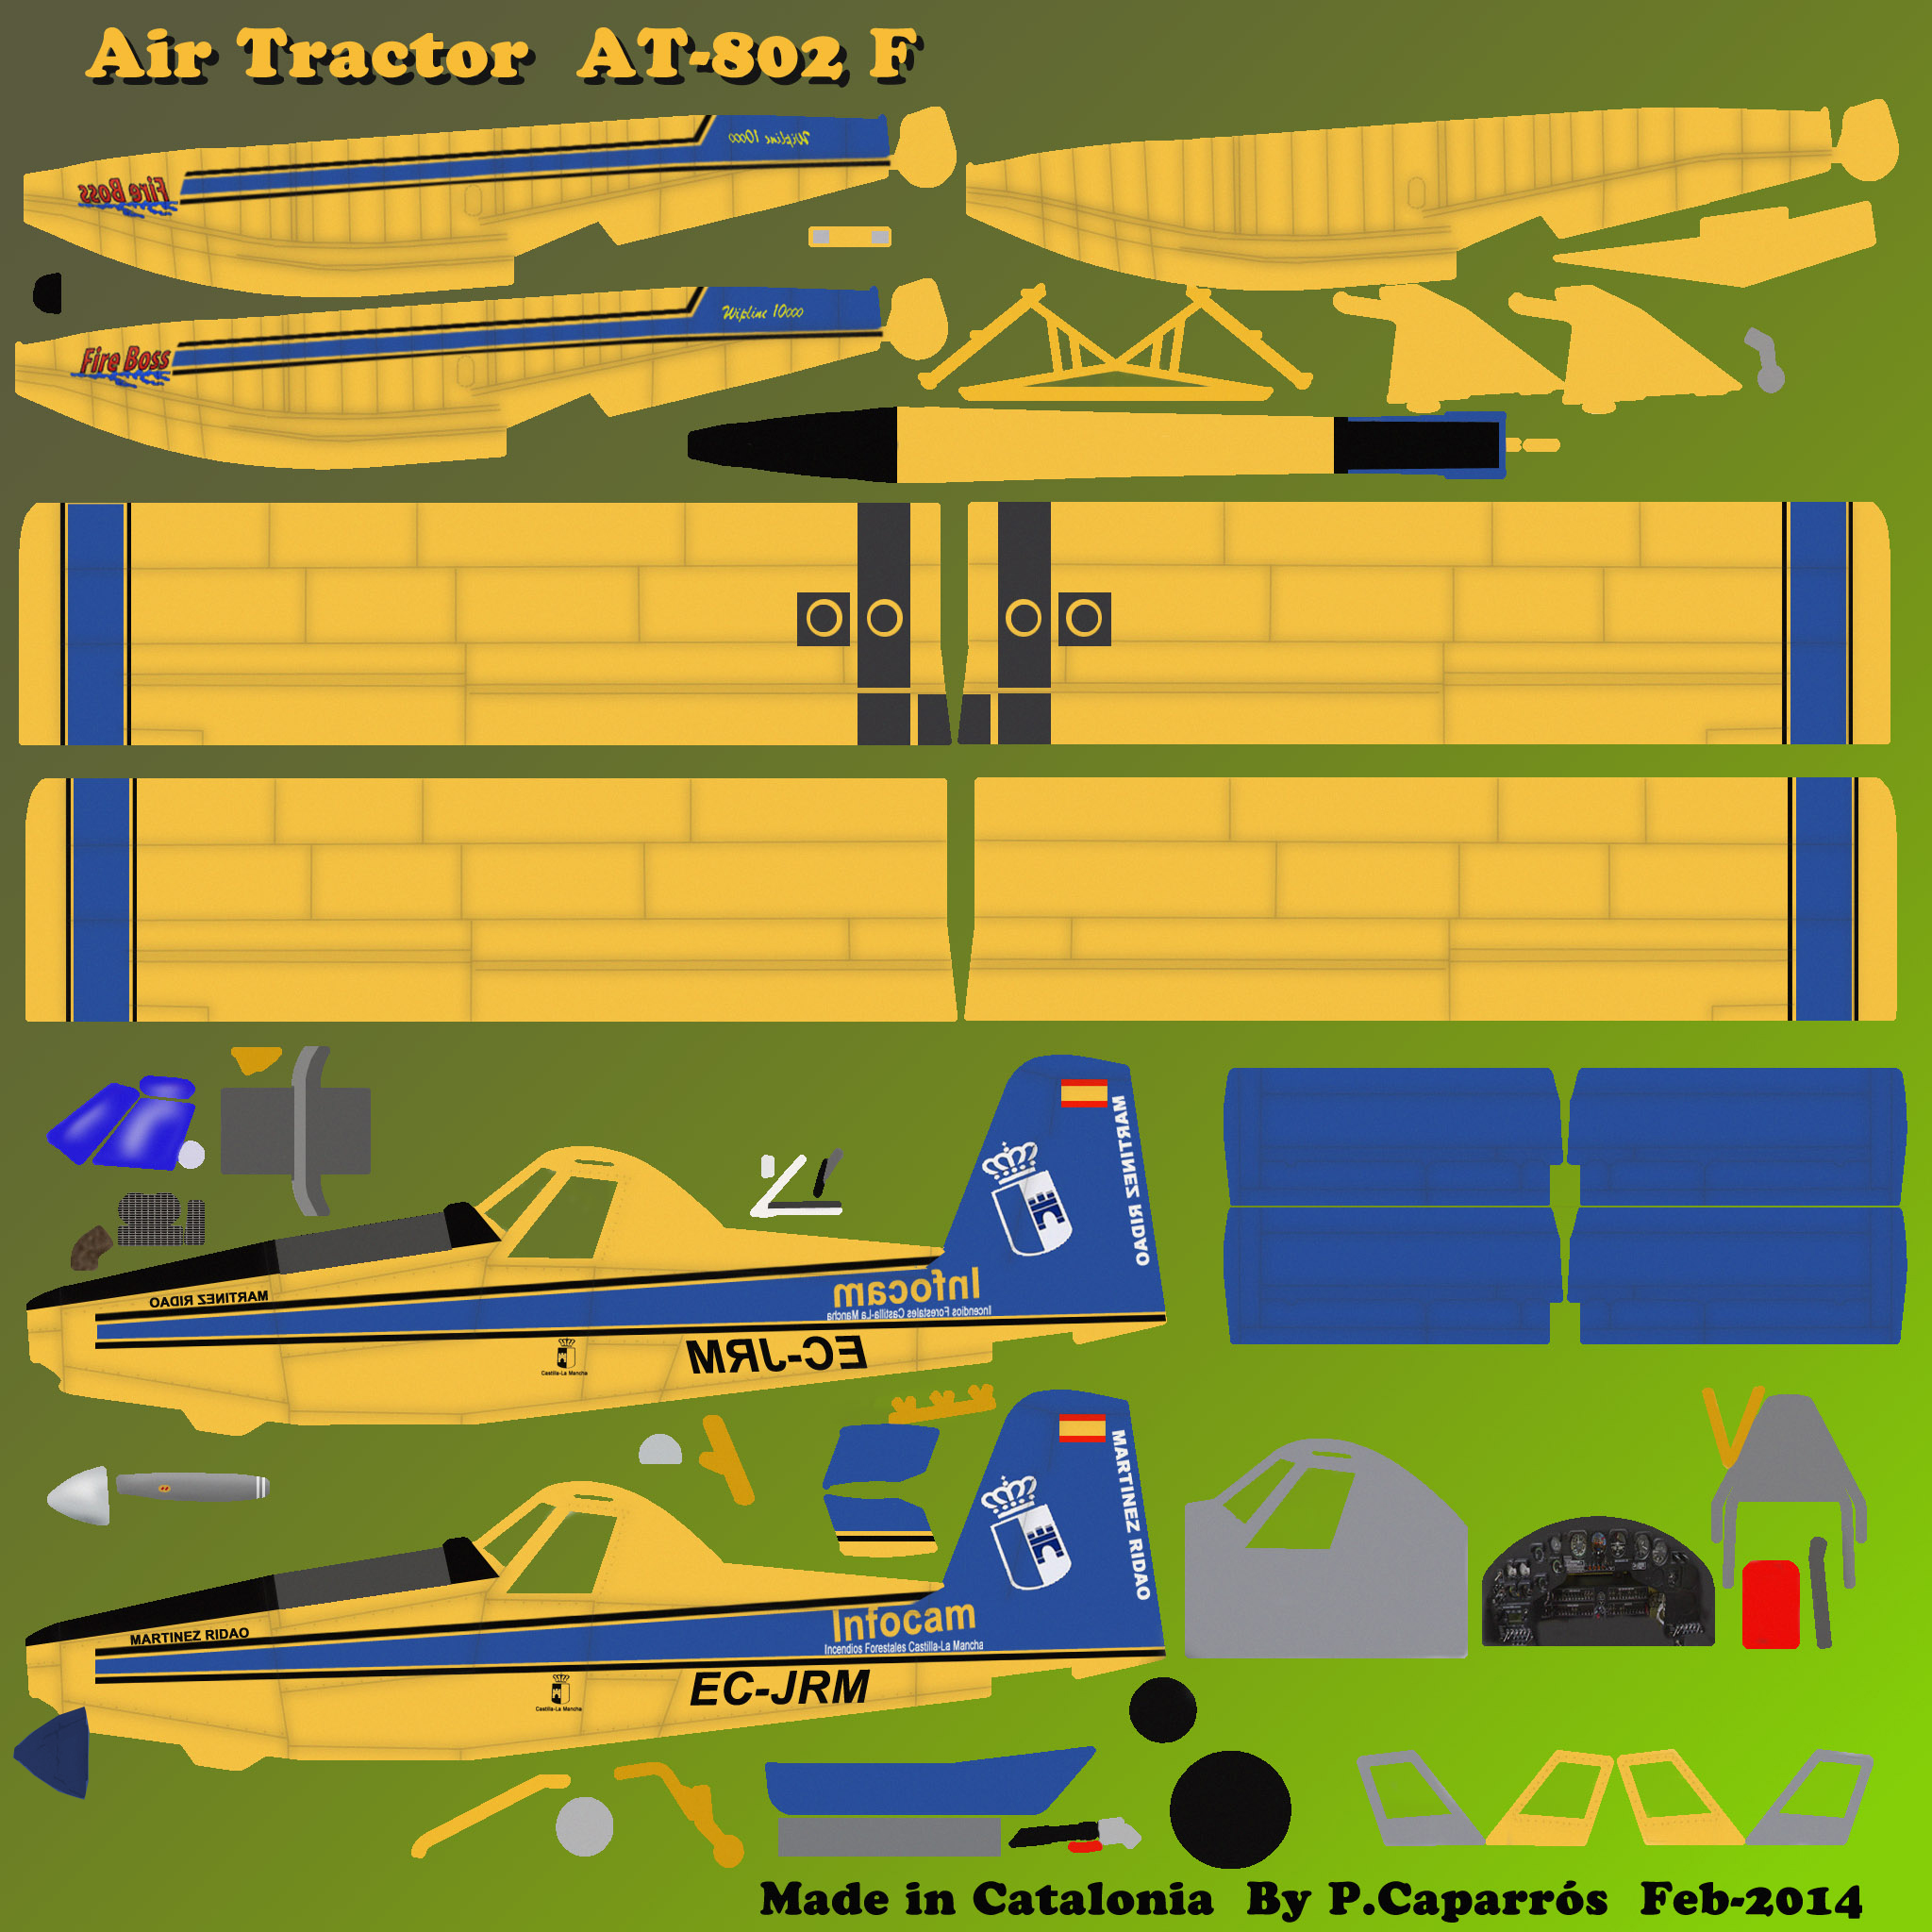 Air Tractor AT-802 F
Wipline 10000
Fire Boss
Wipline 10000
Fire Boss
MARTINEZ RIDAO
MARTINEZ RIDAO
Infocam
Incendios Forestales Castilla-La Mancha
EC-JRM
Castilla-La Mancha
MARTINEZ RIDAO
MARTINEZ RIDAO
Infocam
Incendios Forestales Castilla-La Mancha
EC-JRM
Castilla-La Mancha
Made in Catalonia By P.Caparrós Feb-2014